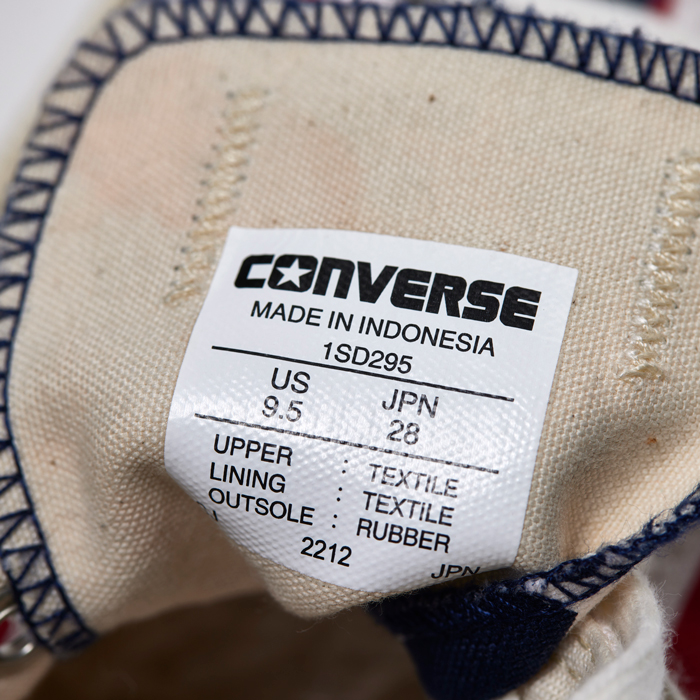 CONVERSE
MADE IN INDONESIA
1SD295
US JPN
9.5 28
UPPER : TEXTILE
LINING : TEXTILE
OUTSOLE : RUBBER
2212 JPN